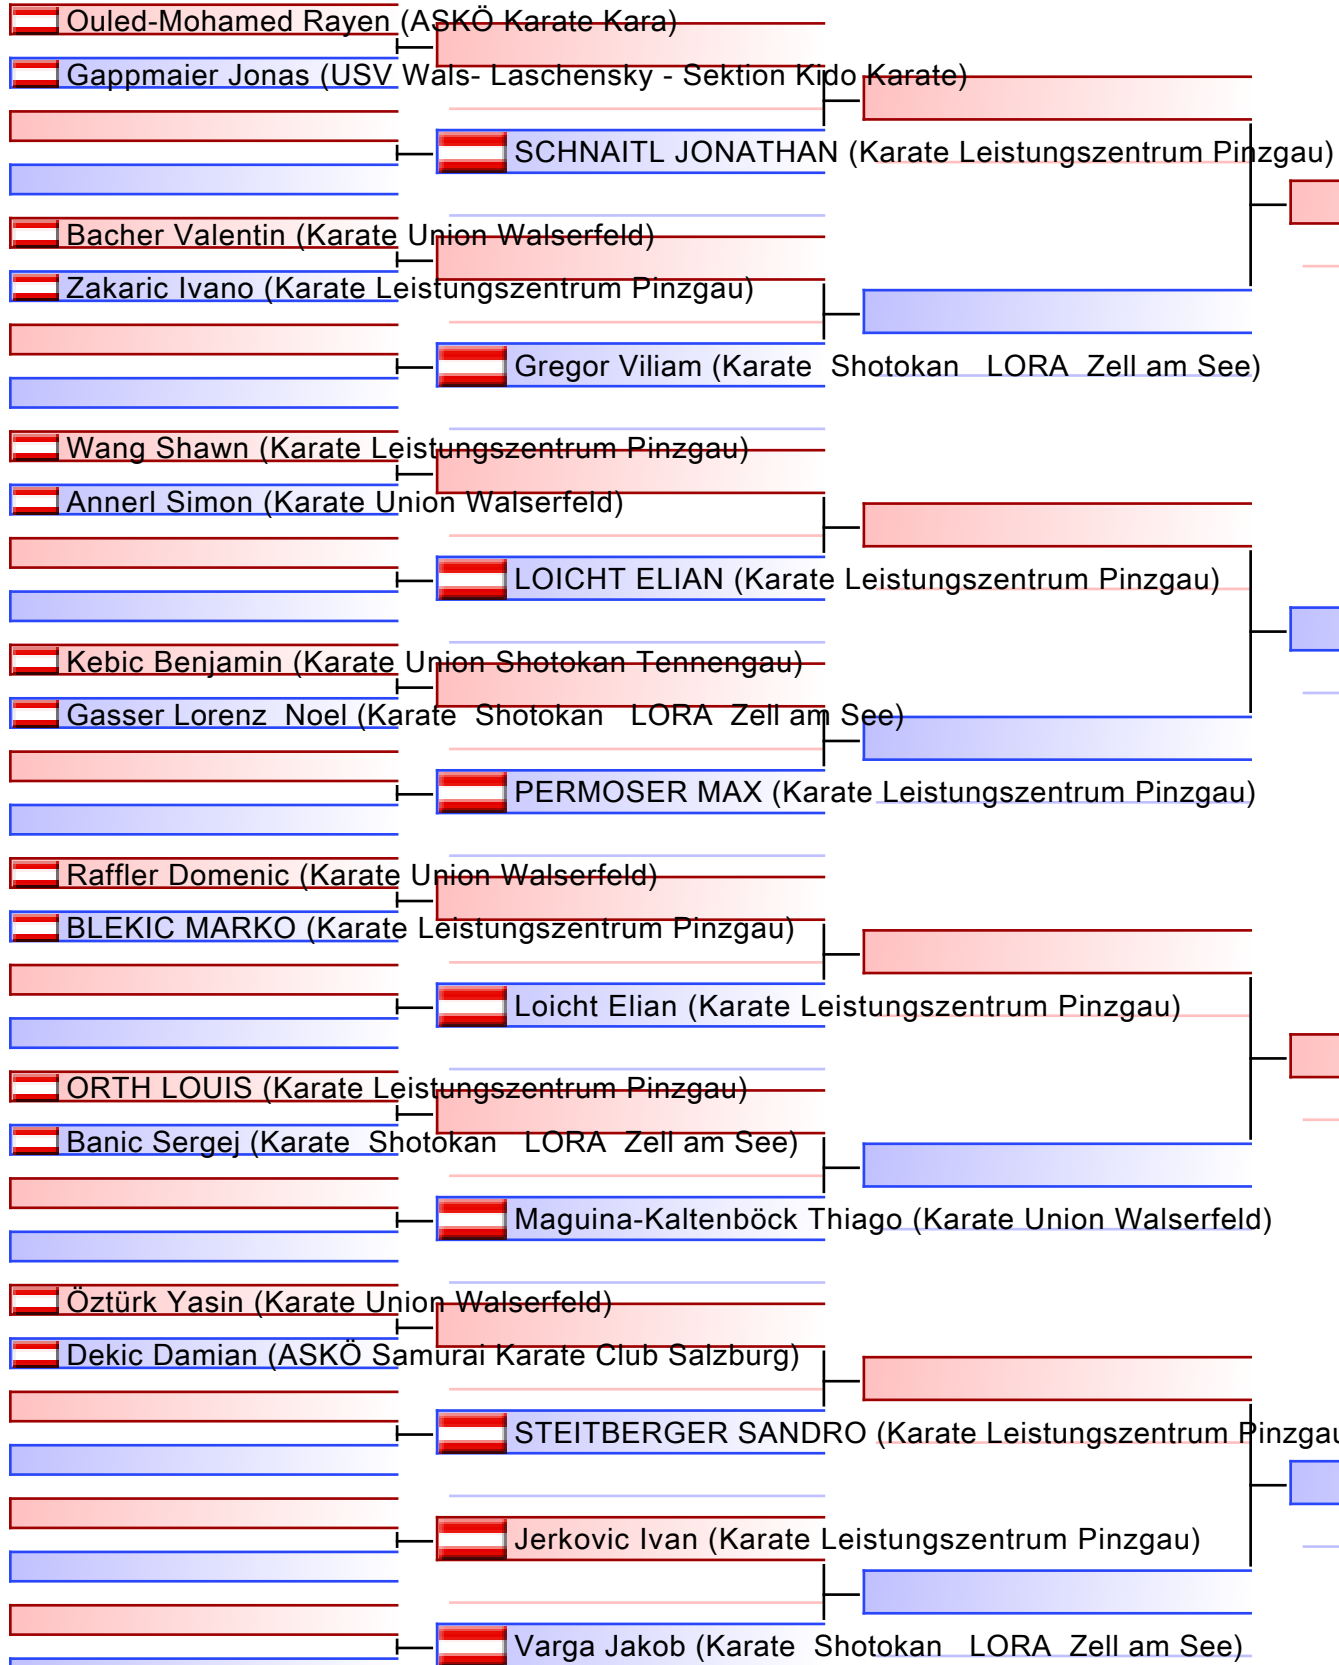 Ouled-Mohamed Rayen (ASKÖ Karate Kara)
Gappmaier Jonas (USV Wals- Laschensky - Sektion Kido Karate)
SCHNAITL JONATHAN (Karate Leistungszentrum Pinzgau)
Bacher Valentin (Karate Union Walserfeld)
Zakaric Ivano (Karate Leistungszentrum Pinzgau)
Gregor Viliam (Karate  Shotokan   LORA  Zell am See)
Wang Shawn (Karate Leistungszentrum Pinzgau)
Annerl Simon (Karate Union Walserfeld)
LOICHT ELIAN (Karate Leistungszentrum Pinzgau)
Kebic Benjamin (Karate Union Shotokan Tennengau)
Gasser Lorenz  Noel (Karate  Shotokan   LORA  Zell am See)
PERMOSER MAX (Karate Leistungszentrum Pinzgau)
Raffler Domenic (Karate Union Walserfeld)
BLEKIC MARKO (Karate Leistungszentrum Pinzgau)
Loicht Elian (Karate Leistungszentrum Pinzgau)
ORTH LOUIS (Karate Leistungszentrum Pinzgau)
Banic Sergej (Karate  Shotokan   LORA  Zell am See)
Maguina-Kaltenböck Thiago (Karate Union Walserfeld)
Öztürk Yasin (Karate Union Walserfeld)
Dekic Damian (ASKÖ Samurai Karate Club Salzburg)
STEITBERGER SANDRO (Karate Leistungszentrum Pinzgau
Jerkovic Ivan (Karate Leistungszentrum Pinzgau)
Varga Jakob (Karate  Shotokan   LORA  Zell am See)